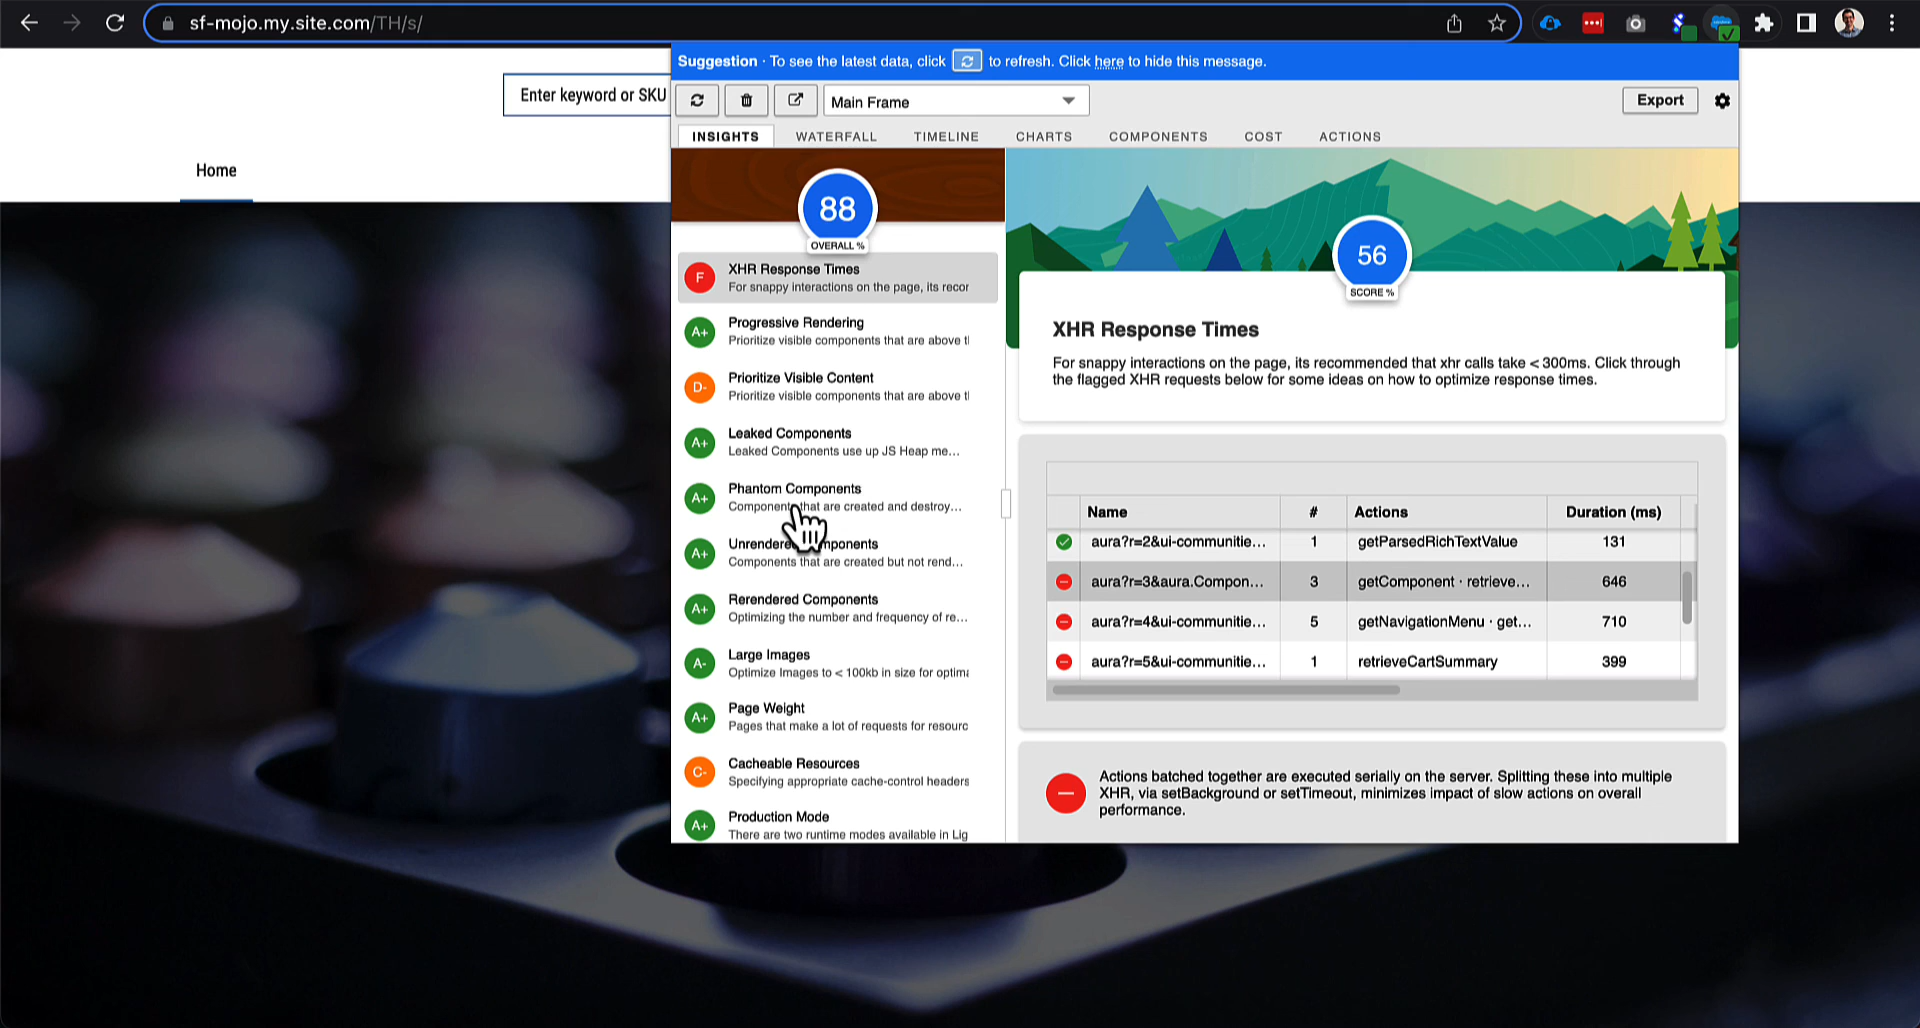 sf-mojo.my.site.com/TH/s/
Suggestion · To see the latest data, click to refresh. Click here to hide this message.
Enter keyword or SKU
Main Frame
Export
INSIGHTS WATERFALL TIMELINE CHARTS COMPONENTS COST ACTIONS
Home
88
OVERALL %
F
XHR Response Times
For snappy interactions on the page, its recor
A+
Progressive Rendering
Prioritize visible components that are above tl
D-
Prioritize Visible Content
Prioritize visible components that are above tl
A+
Leaked Components
Leaked Components use up JS Heap me...
A+
Phantom Components
Components that are created and destroy...
A+
Unrendered Components
Components that are created but not rend...
A+
Rerendered Components
Optimizing the number and frequency of re...
A-
Large Images
Optimize Images to < 100kb in size for optima
A+
Page Weight
Pages that make a lot of requests for resourc
C-
Cacheable Resources
Specifying appropriate cache-control headers
A+
Production Mode
There are two runtime modes available in Lig
56
SCORE %
XHR Response Times
For snappy interactions on the page, its recommended that xhr calls take < 300ms. Click through
the flagged XHR requests below for some ideas on how to optimize response times.
Name # Actions Duration (ms)
aura?r=2&ui-communitie... 1 getParsedRichTextValue 131
aura?r=3&aura.Compon... 3 getComponent · retrieve... 646
aura?r=4&ui-communitie... 5 getNavigationMenu · get... 710
aura?r=5&ui-communitie... 1 retrieveCartSummary 399
Actions batched together are executed serially on the server. Splitting these into multiple
XHR, via setBackground or setTimeout, minimizes impact of slow actions on overall
performance.